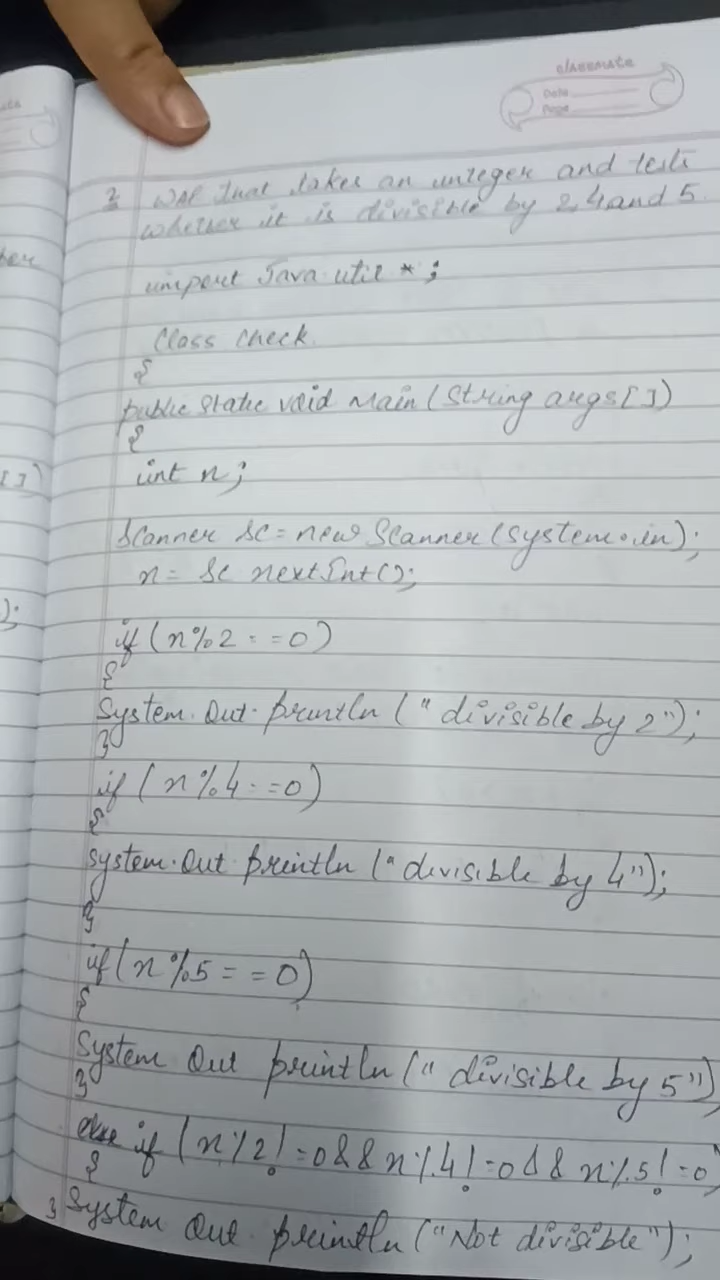 classmate
Date
Page
2 WAP that takes an integer and tests
whether it is divisible by 2,4 and 5.
import Java util *;
Class Check.
{
public static void main (String args [ ])
{
int n;
Scanner Sc = new Scanner (System.in);
n = Sc nextInt ();
if (n%2 = =0)
{
System. Out. println (" divisible by 2");
}
if (n%4 = =0)
{
System. Out println (" divisible by 4");
}
if (n%5 = =0)
{
System Out println (" divisible by 5")
}
else if (n%2! =0 && n%4! =0 && n%5! =0)
{
} System Out println ("Not divisible");